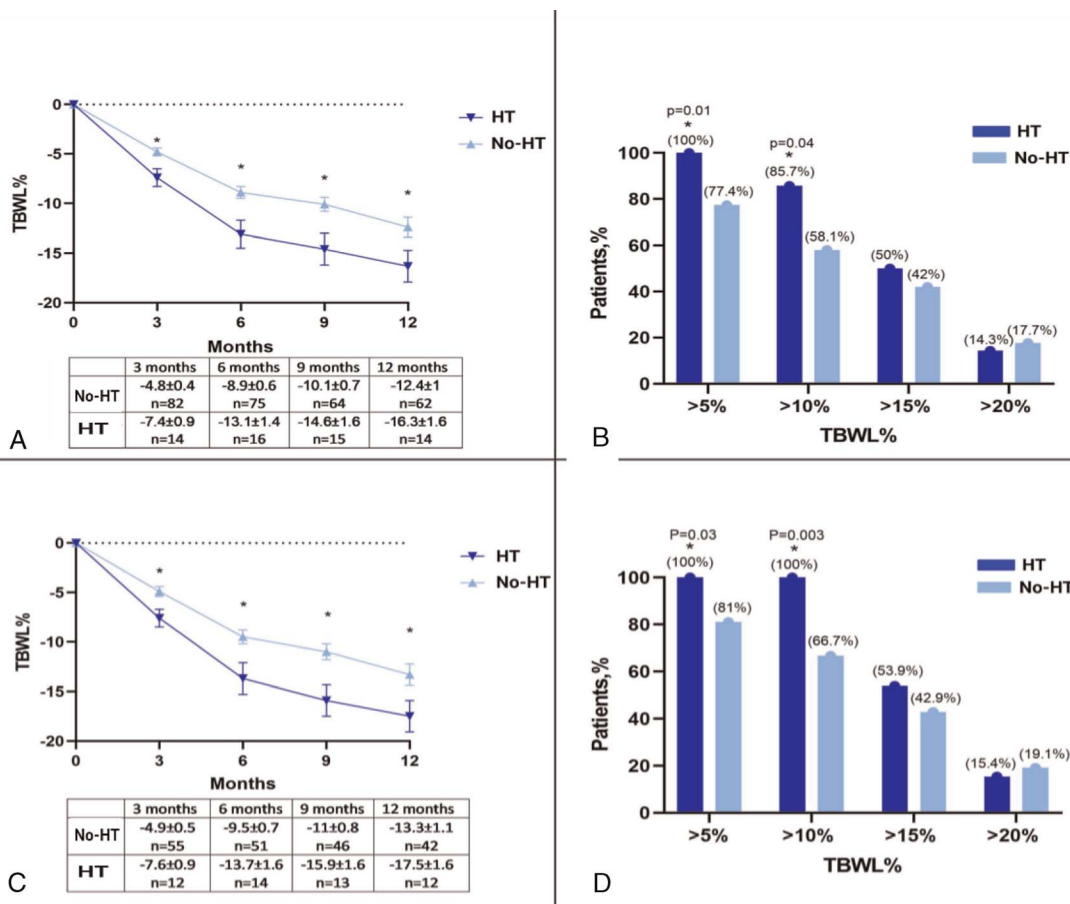 0
-5
-10
-15
-20
TBWL%
0 3 6 9 12
Months
*
*
*
*
HT
No-HT
3 months 6 months 9 months 12 months
No-HT -4.8±0.4 -8.9±0.6 -10.1±0.7 -12.4±1
n=82 n=75 n=64 n=62
HT -7.4±0.9 -13.1±1.4 -14.6±1.6 -16.3±1.6
n=14 n=16 n=15 n=14
A
p=0.01
*
(100%)
(77.4%)
p=0.04
*
(85.7%)
(58.1%)
(50%)
(42%)
(14.3%)
(17.7%)
HT
No-HT
100
80
60
40
20
0
Patients,%
>5% >10% >15% >20%
TBWL%
B
0
-5
-10
-15
-20
TBWL%
0 3 6 9 12
Months
*
*
*
*
HT
No-HT
3 months 6 months 9 months 12 months
No-HT -4.9±0.5 -9.5±0.7 -11±0.8 -13.3±1.1
n=55 n=51 n=46 n=42
HT -7.6±0.9 -13.7±1.6 -15.9±1.6 -17.5±1.6
n=12 n=14 n=13 n=12
C
P=0.03
*
(100%)
(81%)
P=0.003
*
(100%)
(66.7%)
(53.9%)
(42.9%)
(15.4%)
(19.1%)
HT
No-HT
100
80
60
40
20
0
Patients,%
>5% >10% >15% >20%
TBWL%
D